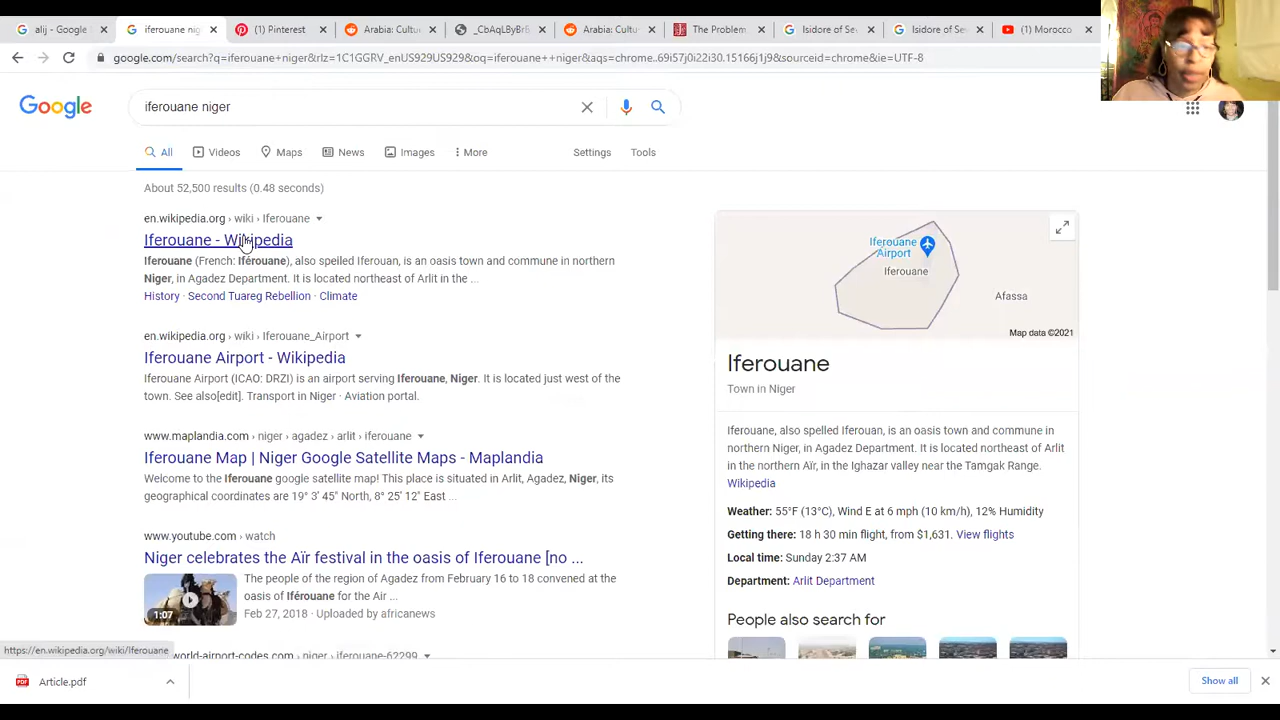 alij - Google
iferouane nig
(1) Pinterest
Arabia: Cultu
_CbAqLByBrE
Arabia: Cultu
The Problem
Isidore of Se
Isidore of Se
(1) Morocco
google.com/search?q=iferouane+niger&rlz=1C1GGRV_enUS929US929&oq=iferouane++niger&aqs=chrome..69i57j0i22i30.15166j1j9&sourceid=chrome&ie=UTF-8
Google
iferouane niger
All
Videos
Maps
News
Images
More
Settings
Tools
About 52,500 results (0.48 seconds)
en.wikipedia.org › wiki › Iferouane
Iferouane - Wikipedia
Iferouane (French: Iférouane), also spelled Iferouan, is an oasis town and commune in northern
Niger, in Agadez Department. It is located northeast of Arlit in the ...
History · Second Tuareg Rebellion · Climate
en.wikipedia.org › wiki › Iferouane_Airport
Iferouane Airport - Wikipedia
Iferouane Airport (ICAO: DRZI) is an airport serving Iferouane, Niger. It is located just west of the
town. See also[edit]. Transport in Niger · Aviation portal.
www.maplandia.com › niger › agadez › arlit › iferouane
Iferouane Map | Niger Google Satellite Maps - Maplandia
Welcome to the Iferouane google satellite map! This place is situated in Arlit, Agadez, Niger, its
geographical coordinates are 19° 3' 45" North, 8° 25' 12" East ...
www.youtube.com › watch
Niger celebrates the Aïr festival in the oasis of Iferouane [no ...
1:07
The people of the region of Agadez from February 16 to 18 convened at the
oasis of Iférouane for the Air ...
Feb 27, 2018 · Uploaded by africanews
world-airport-codes.com › niger › iferouane-62299
https://en.wikipedia.org/wiki/Iferouane
Iferouane
Airport
Iferouane
Afassa
Map data ©2021
Iferouane
Town in Niger
Iferouane, also spelled Iferouan, is an oasis town and commune in
northern Niger, in Agadez Department. It is located northeast of Arlit
in the northern Aïr, in the Ighazar valley near the Tamgak Range.
Wikipedia
Weather: 55°F (13°C), Wind E at 6 mph (10 km/h), 12% Humidity
Getting there: 18 h 30 min flight, from $1,631. View flights
Local time: Sunday 2:37 AM
Department: Arlit Department
People also search for
Article.pdf
Show all